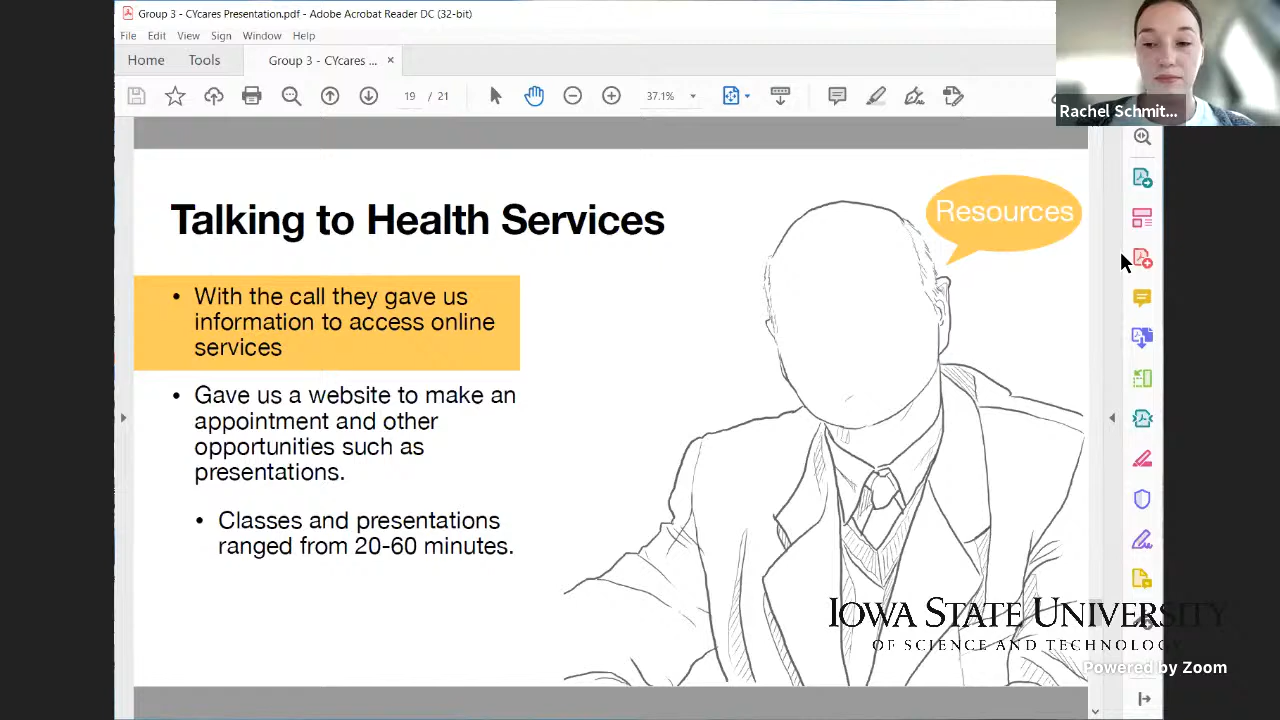 Group 3 - CYcares Presentation.pdf - Adobe Acrobat Reader DC (32-bit)
File Edit View Sign Window Help
Home Tools Group 3 - CYcares ... ×
19 / 21 37.1%
Rachel Schmit...
Talking to Health Services
Resources
• With the call they gave us
information to access online
services
• Gave us a website to make an
appointment and other
opportunities such as
presentations.
• Classes and presentations
ranged from 20-60 minutes.
IOWA STATE UNIVERSITY
OF SCIENCE AND TECHNOLOGY
Powered by Zoom